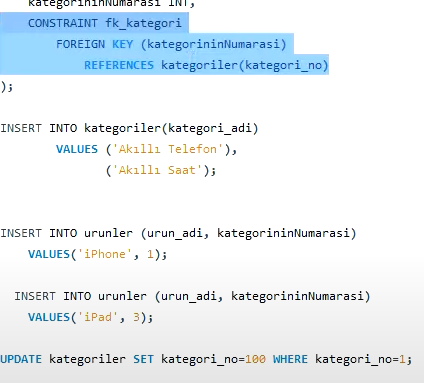 kategorininNumarasi INT,
CONSTRAINT fk_kategori
FOREIGN KEY (kategorininNumarasi)
REFERENCES kategoriler(kategori_no)
);
INSERT INTO kategoriler(kategori_adi)
VALUES ('Akıllı Telefon'),
('Akıllı Saat');
INSERT INTO urunler (urun_adi, kategorininNumarasi)
VALUES('iPhone', 1);
INSERT INTO urunler (urun_adi, kategorininNumarasi)
VALUES('iPad', 3);
UPDATE kategoriler SET kategori_no=100 WHERE kategori_no=1;